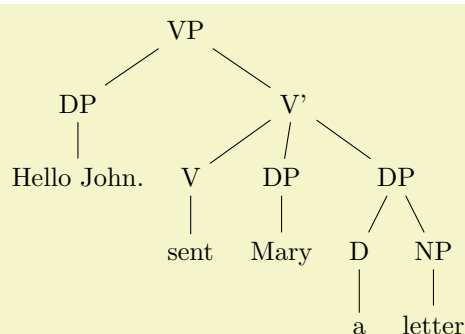 VP
DP V'
Hello John. V DP DP
sent Mary D NP
a letter